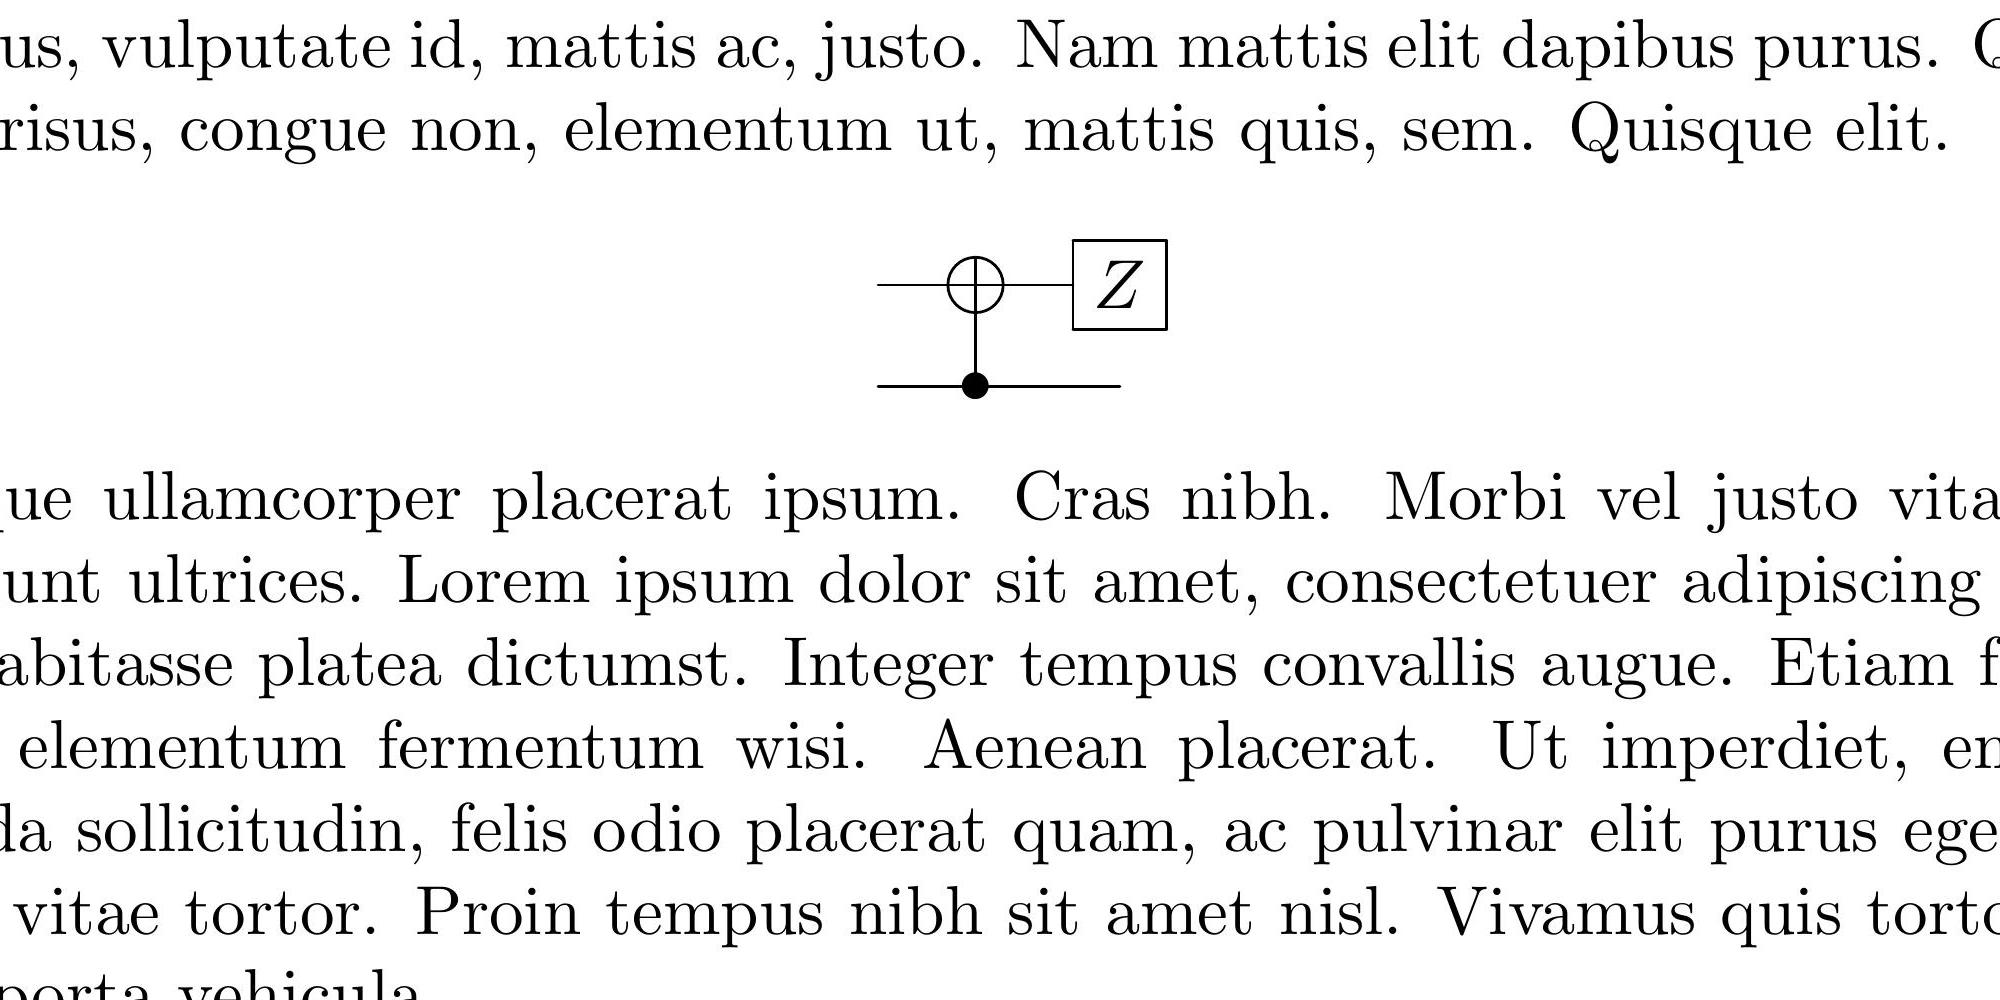 us, vulputate id, mattis ac, justo. Nam mattis elit dapibus purus.
risus, congue non, elementum ut, mattis quis, sem. Quisque elit.
Z
ue ullamcorper placerat ipsum. Cras nibh. Morbi vel justo vita
unt ultrices. Lorem ipsum dolor sit amet, consectetuer adipiscing
abitasse platea dictumst. Integer tempus convallis augue. Etiam f
elementum fermentum wisi. Aenean placerat. Ut imperdiet, en
da sollicitudin, felis odio placerat quam, ac pulvinar elit purus ege
vitae tortor. Proin tempus nibh sit amet nisl. Vivamus quis torto
porta vehicula